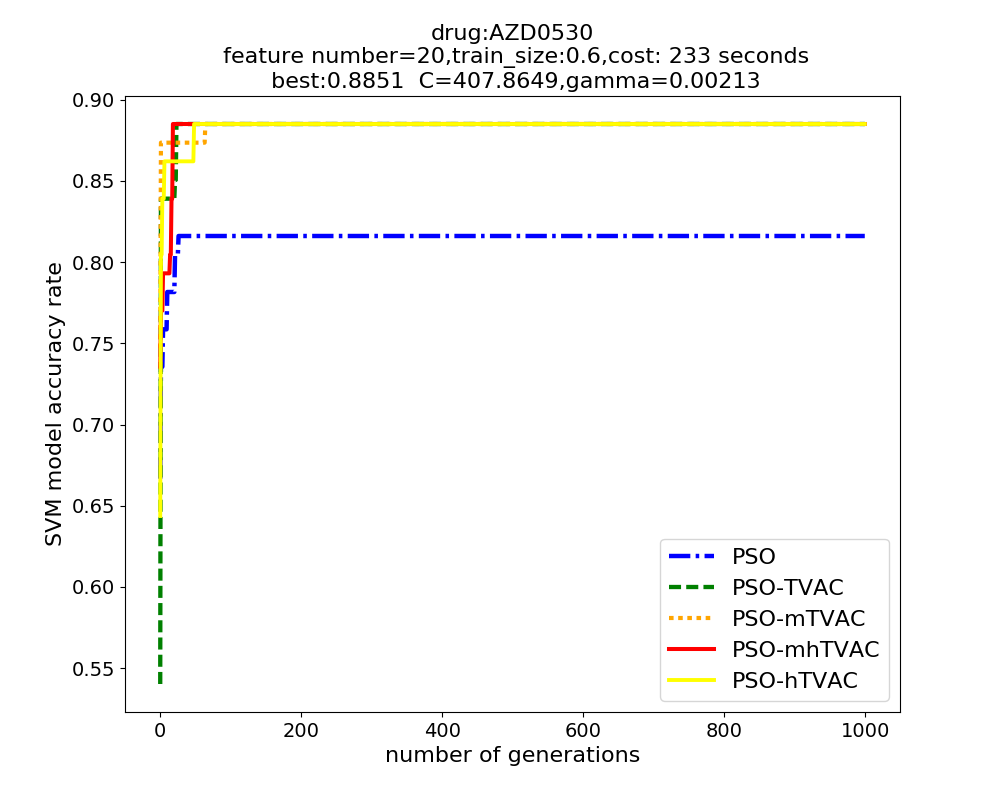 drug:AZD0530
feature number=20,train_size:0.6,cost: 233 seconds
best:0.8851  C=407.8649,gamma=0.00213
0.90
0.85
0.80
0.75
0.70
0.65
0.60
0.55
SVM model accuracy rate
PSO
PSO-TVAC
PSO-mTVAC
PSO-mhTVAC
PSO-hTVAC
0 200 400 600 800 1000
number of generations